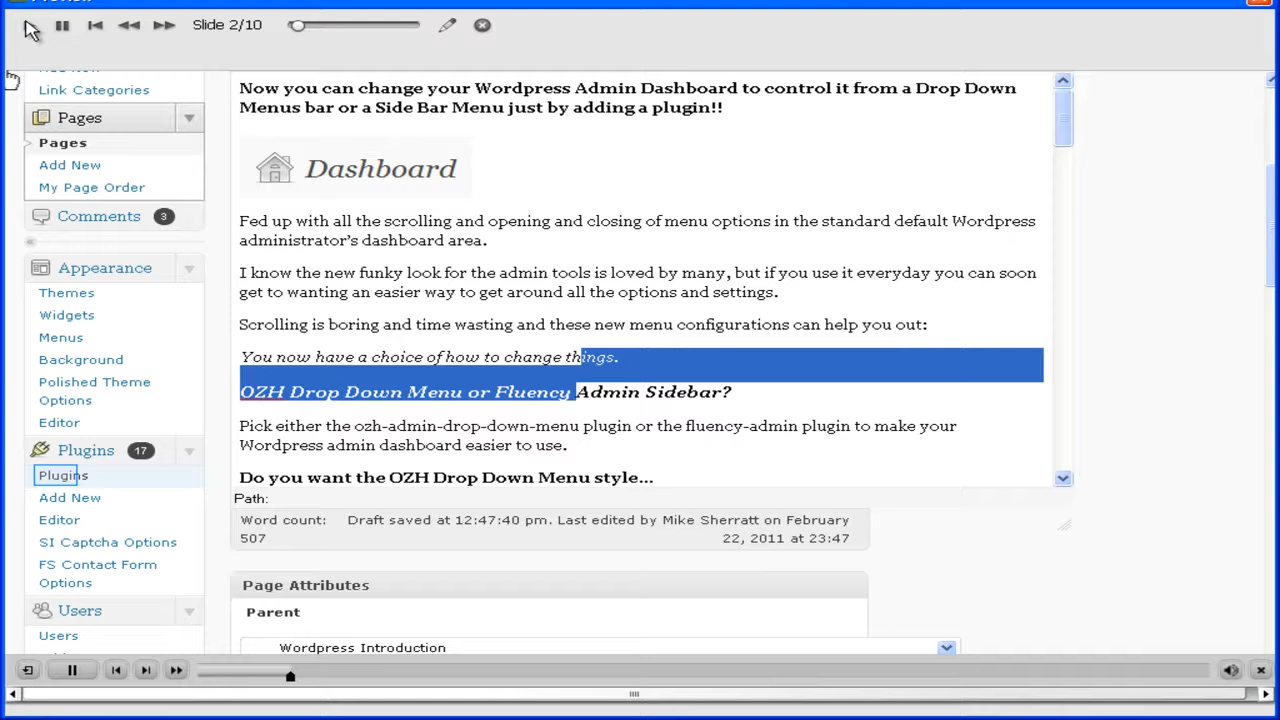 Slide 2/10
Link Categories
Pages
Pages
Add New
My Page Order
Comments 3
Appearance
Themes
Widgets
Menus
Background
Polished Theme
Options
Editor
Plugins 17
Plugins
Add New
Editor
SI Captcha Options
FS Contact Form
Options
Users
Users
Now you can change your Wordpress Admin Dashboard to control it from a Drop Down
Menus bar or a Side Bar Menu just by adding a plugin!!
Dashboard
Fed up with all the scrolling and opening and closing of menu options in the standard default Wordpress
administrator's dashboard area.
I know the new funky look for the admin tools is loved by many, but if you use it everyday you can soon
get to wanting an easier way to get around all the options and settings.
Scrolling is boring and time wasting and these new menu configurations can help you out:
You now have a choice of how to change things.
OZH Drop Down Menu or Fluency Admin Sidebar?
Pick either the ozh-admin-drop-down-menu plugin or the fluency-admin plugin to make your
Wordpress admin dashboard easier to use.
Do you want the OZH Drop Down Menu style...
Path:
Word count: Draft saved at 12:47:40 pm. Last edited by Mike Sherratt on February
507 22, 2011 at 23:47
Page Attributes
Parent
Wordpress Introduction